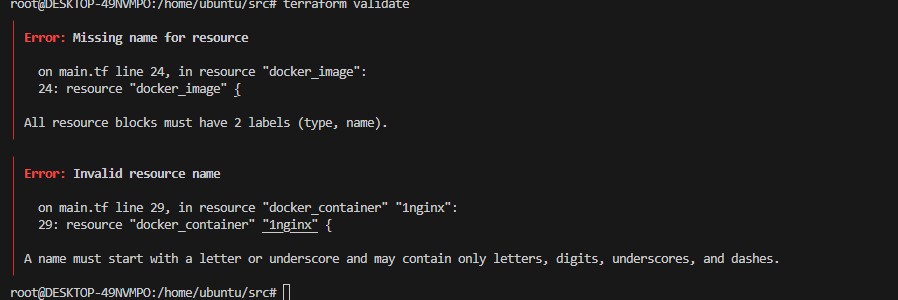 root@DESKTOP-49NVMPO:/home/ubuntu/src# terraform validate
Error: Missing name for resource
on main.tf line 24, in resource "docker_image":
24: resource "docker_image" {
All resource blocks must have 2 labels (type, name).
Error: Invalid resource name
on main.tf line 29, in resource "docker_container" "1nginx":
29: resource "docker_container" "1nginx" {
A name must start with a letter or underscore and may contain only letters, digits, underscores, and dashes.
root@DESKTOP-49NVMPO:/home/ubuntu/src#